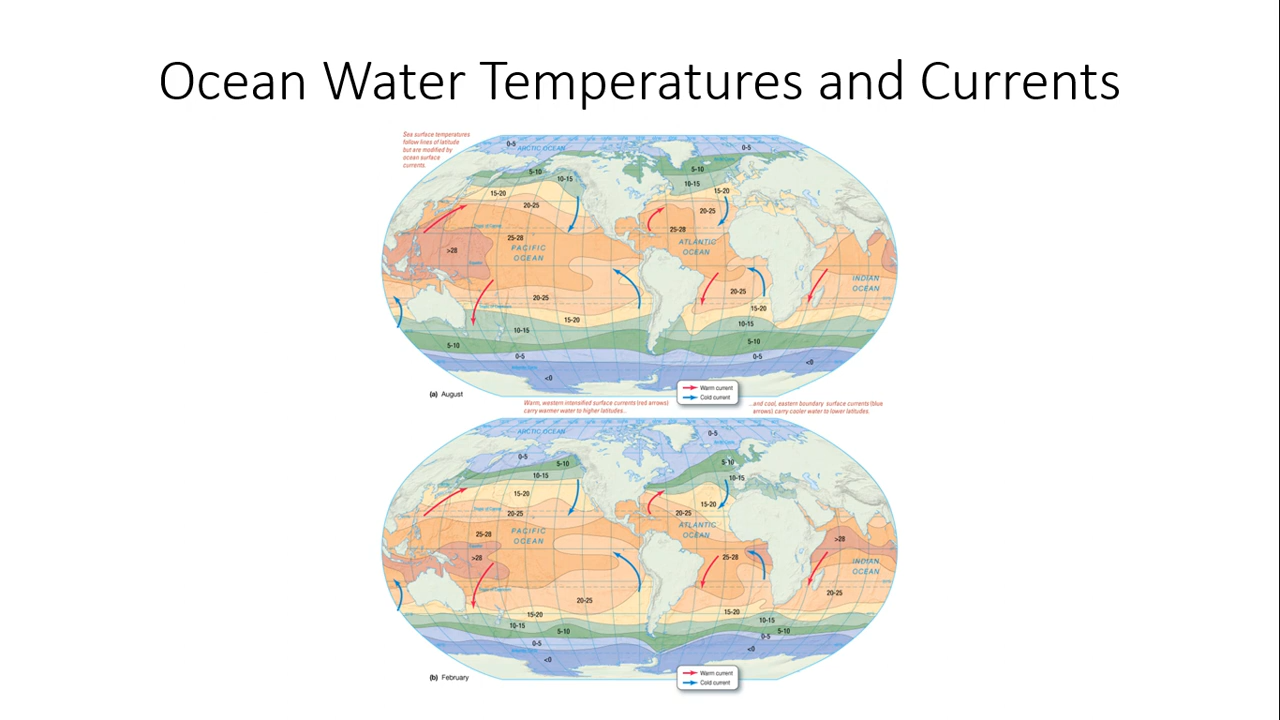 Ocean Water Temperatures and Currents
Sea surface temperatures
follow lines of latitude
but are modified by
ocean surface
currents.
0-5
ARCTIC OCEAN
0-5
5-10
10-15
5-10
10-15
15-20
15-20
20-25
20-25
25-28
25-28
>28
PACIFIC
OCEAN
ATLANTIC
OCEAN
INDIAN
OCEAN
20-25
20-25
15-20
15-20
10-15
10-15
5-10
5-10
0-5
0-5
<0
<0
(a) August
Warm current
Cold current
Warm, western intensified surface currents (red arrows)
carry warmer water to higher latitudes...
...and cool, eastern boundary surface currents (blue
arrows) carry cooler water to lower latitudes.
ARCTIC OCEAN
0-5
0-5
5-10
5-10
10-15
10-15
15-20
15-20
20-25
20-25
25-28
PACIFIC
OCEAN
ATLANTIC
OCEAN
>28
>28
25-28
INDIAN
OCEAN
20-25
20-25
15-20
15-20
10-15
10-15
5-10
5-10
0-5
0-5
<0
<0
(b) February
Warm current
Cold current